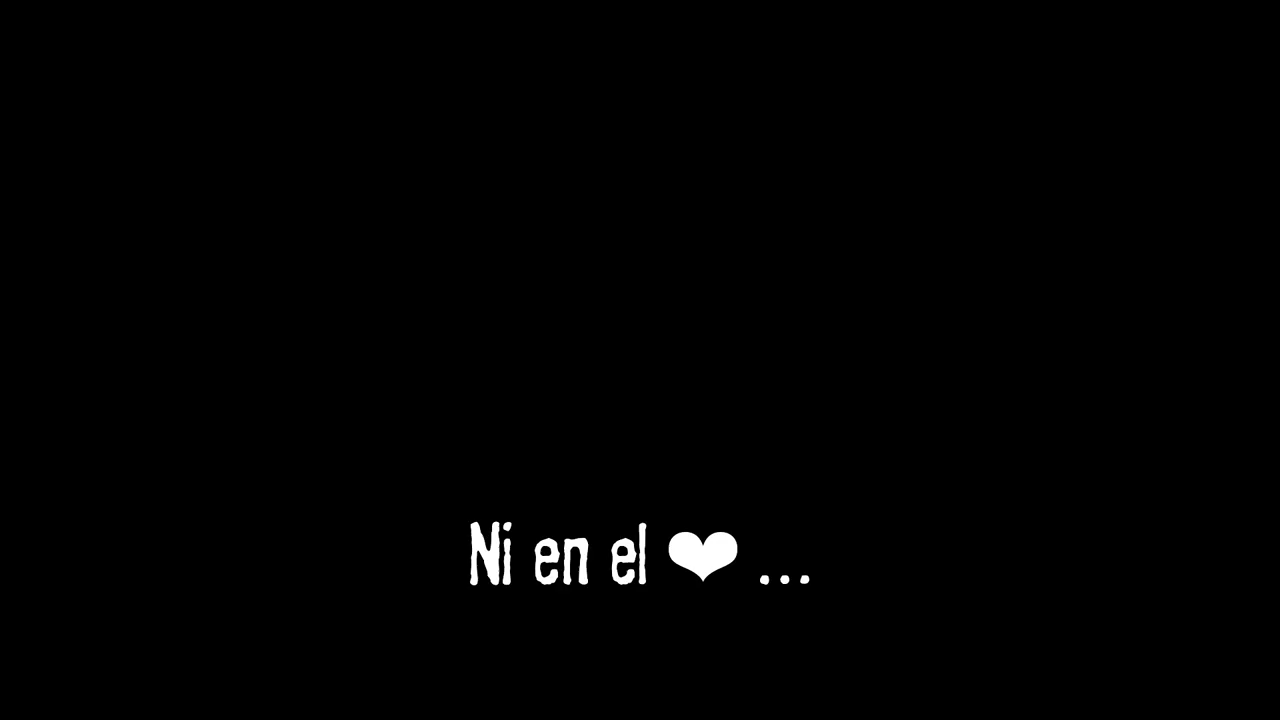 Ni en el ❤ ...